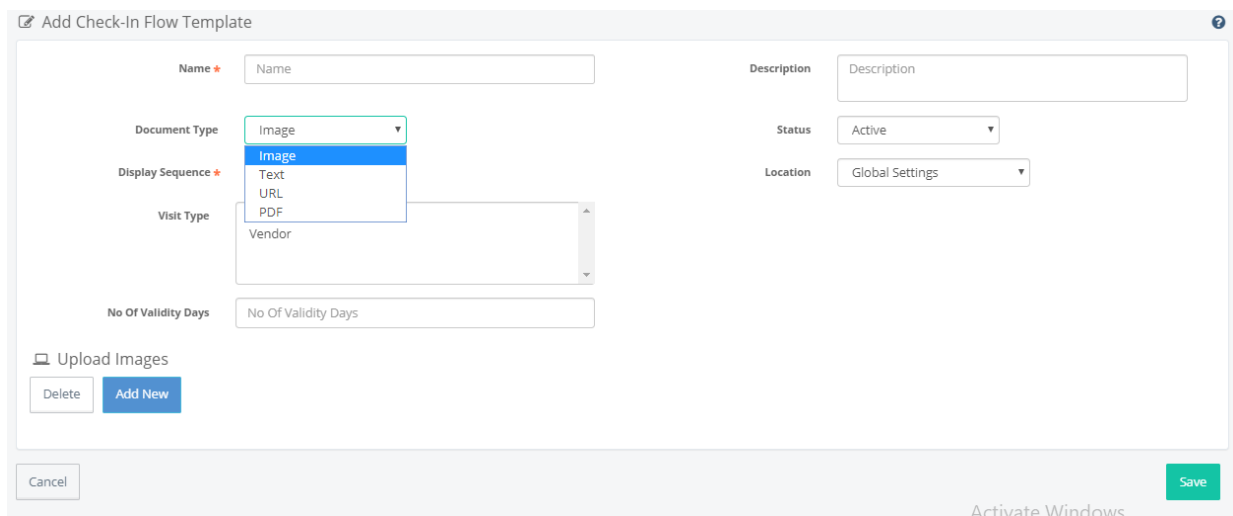 Add Check-In Flow Template
Name * Name
Description Description
Document Type Image
Status Active
Image
Text
URL
PDF
Display Sequence *
Location Global Settings
Visit Type
Vendor
No Of Validity Days No Of Validity Days
Upload Images
Delete Add New
Cancel Save
Activate Windows